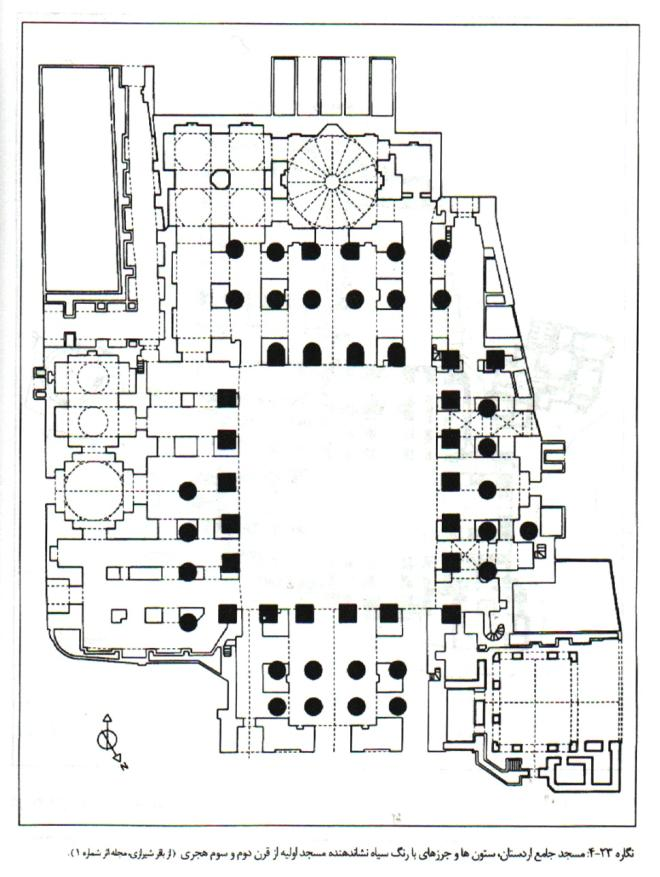 N
نگاره ۲۳-۴: مسجد جامع اردستان، ستون ها و جرزهای با رنگ سیاه نشاندهنده مسجد اولیه از قرن دوم و سوم هجری (از باقر شیرازی، مجله اثر شماره ۱).